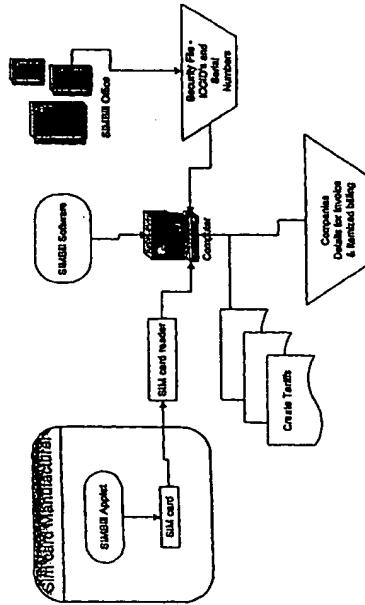 Sim card Manufacturer
SIMBill Applet
SIM card
SIM card reader
SIMBill Software
Computer
SIMBill Office
Security File -
ICCID's and
Serial
Numbers
Create Tariffs
Companies
Details for Invoice
& itemized billing